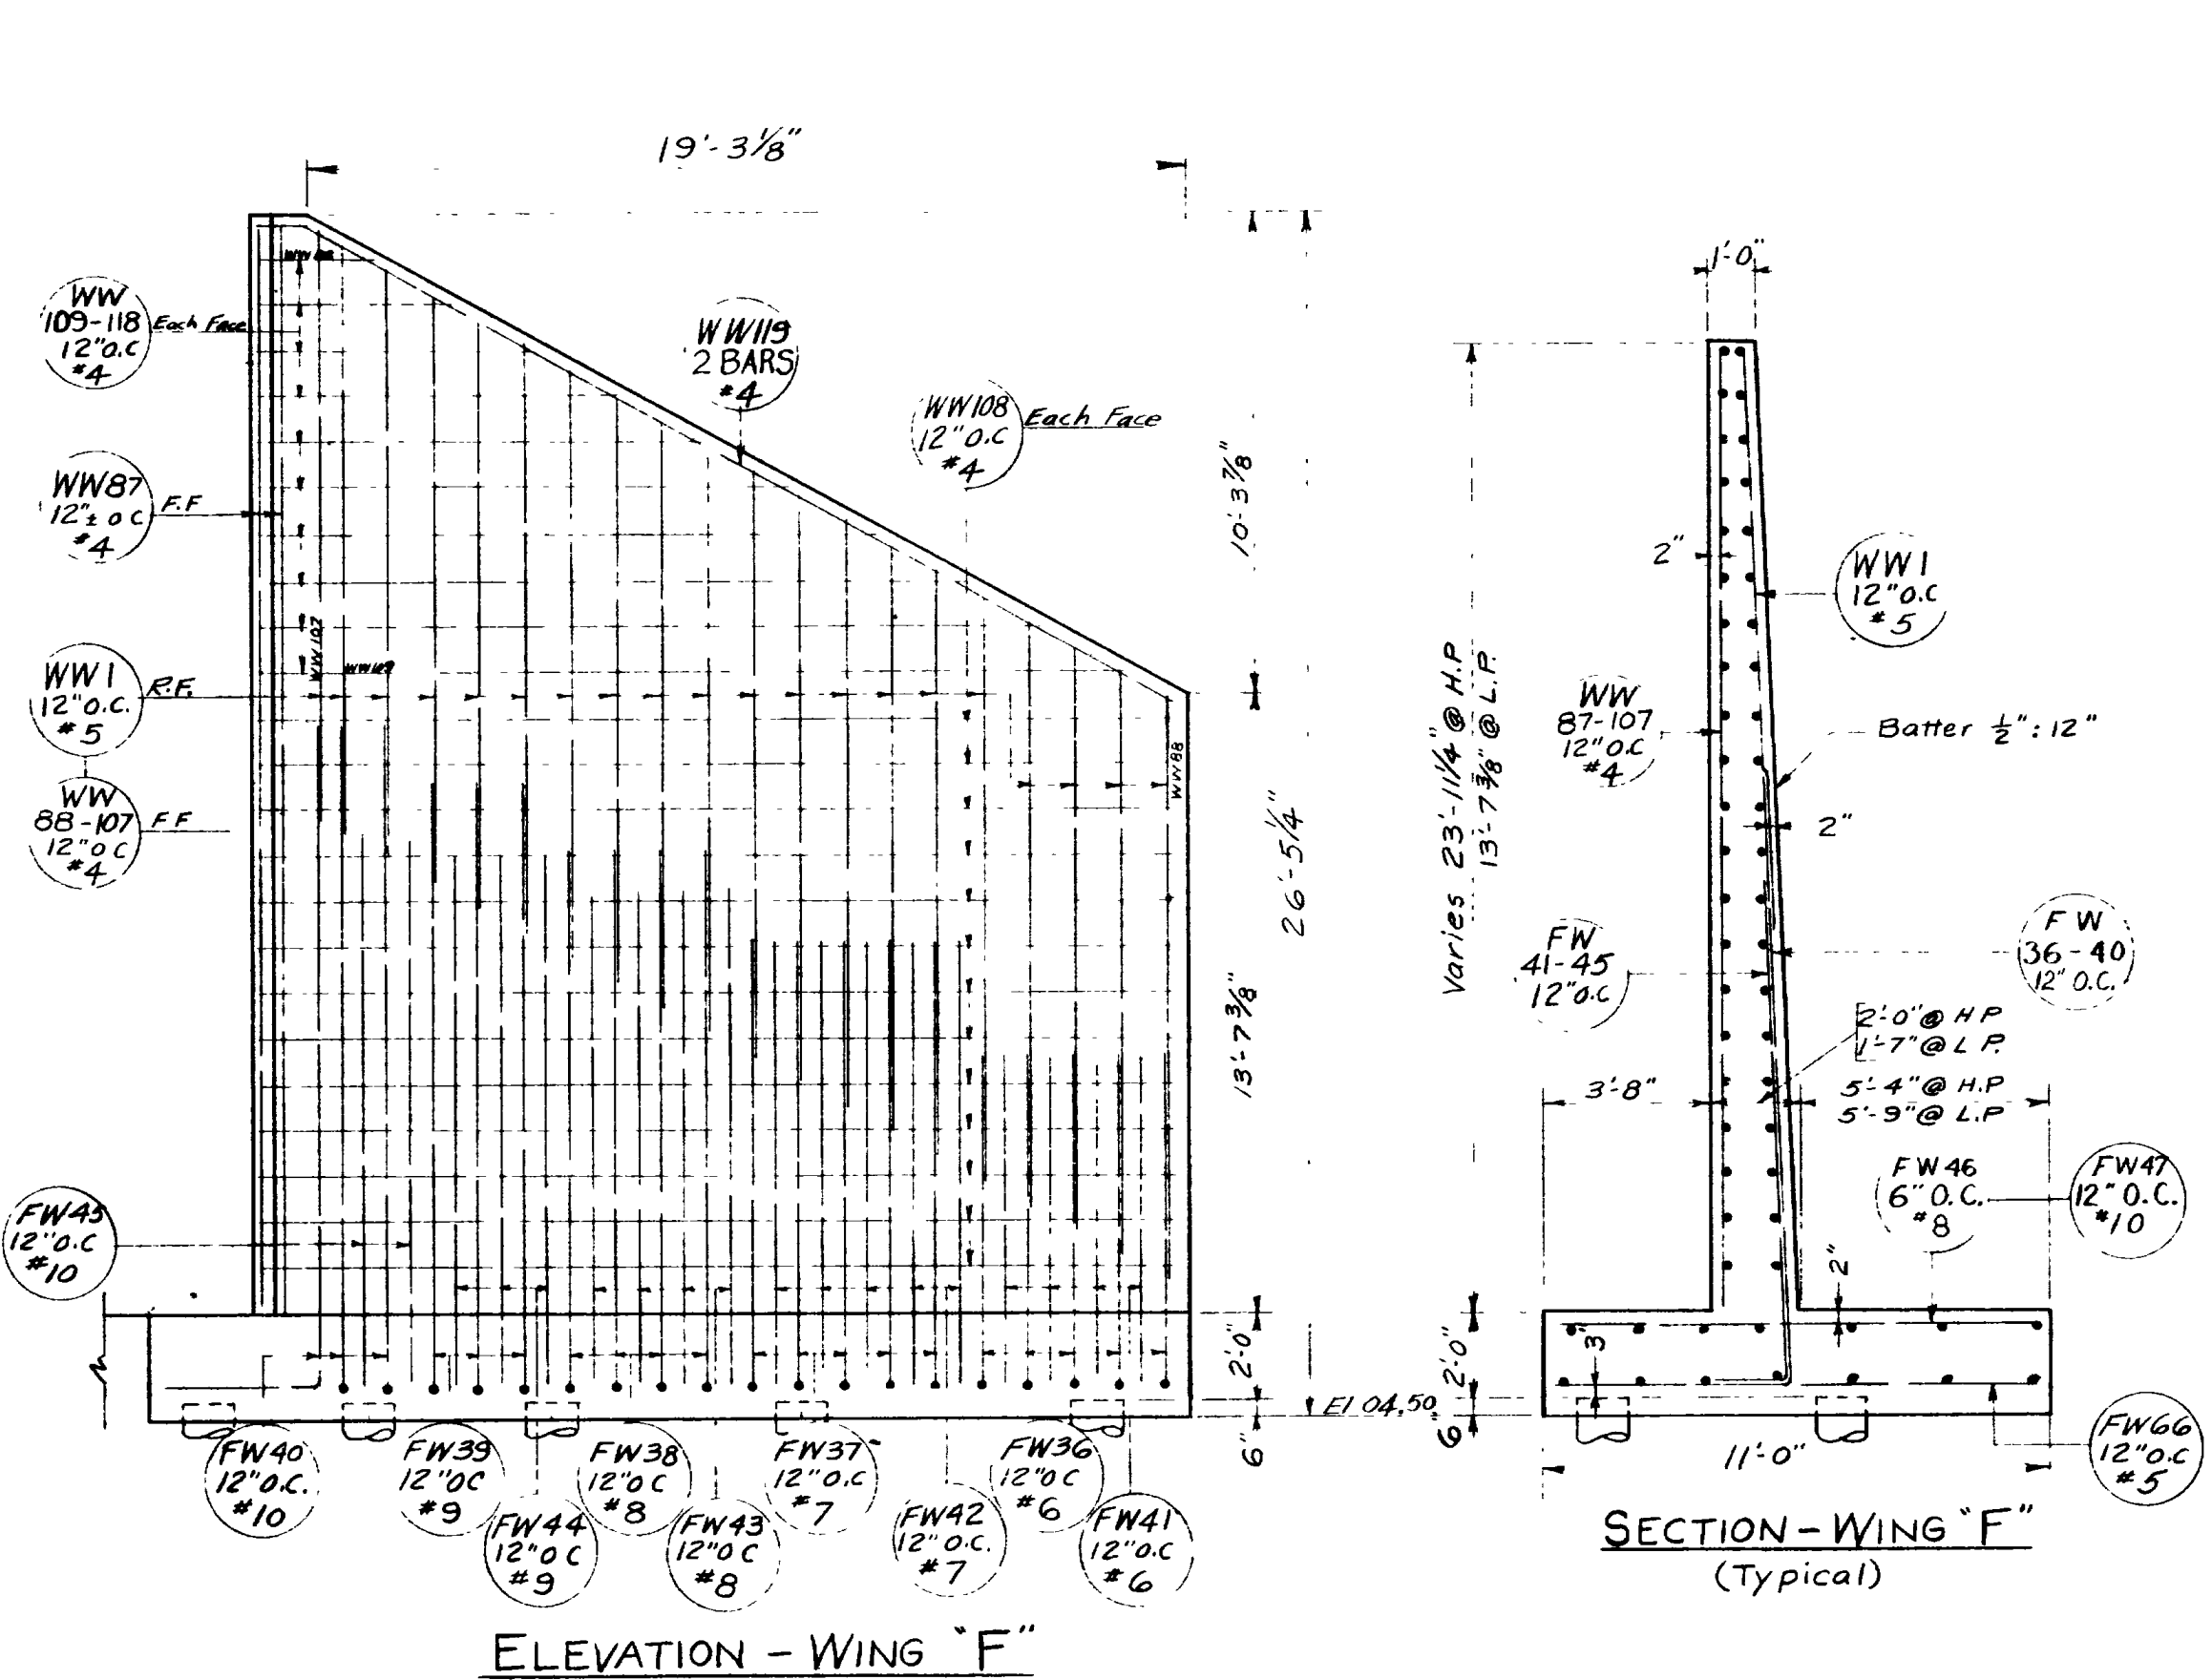 19'-3 1/8"
WW
109-118
12"O.C
#4
Each Face
WW119
2 BARS
#4
WW108
12"O.C
#4
Each Face
WW87
12"± O C
#4
F.F
WW1
12"O.C.
#5
R.F.
WW
88-107
12"O C
#4
F F
WW107
WW88
10'-3 7/8"
26'-5 1/4"
13'-7 3/8"
2'-0"
6"
El 04.50
FW45
12"O.C
#10
FW40
12"O.C.
#10
FW39
12"OC
#9
FW38
12"O C
#8
FW37
12"O.C
#7
FW36
12"O C
#6
FW44
12"O C
#9
FW43
12"O C
#8
FW42
12"O.C.
#7
FW41
12"O.C
#6
ELEVATION - WING "F"
1'-0"
2"
WW1
12"O.C
#5
Varies 23'-1 1/4" @ H.P
13'-7 3/8" @ L.P.
WW
87-107
12"O.C
#4
Batter 1/2" : 12"
2"
FW
41-45
12"O.C
FW
36-40
12"O.C.
2'-0" @ H P
1'-7" @ L P.
3'-8"
5'-4" @ H.P
5'-9" @ L.P
FW46
6"O.C.
#8
FW47
12"O.C.
#10
2"
3"
2'-0"
6"
11'-0"
FW66
12"O.C
#5
SECTION - WING "F"
(Typical)